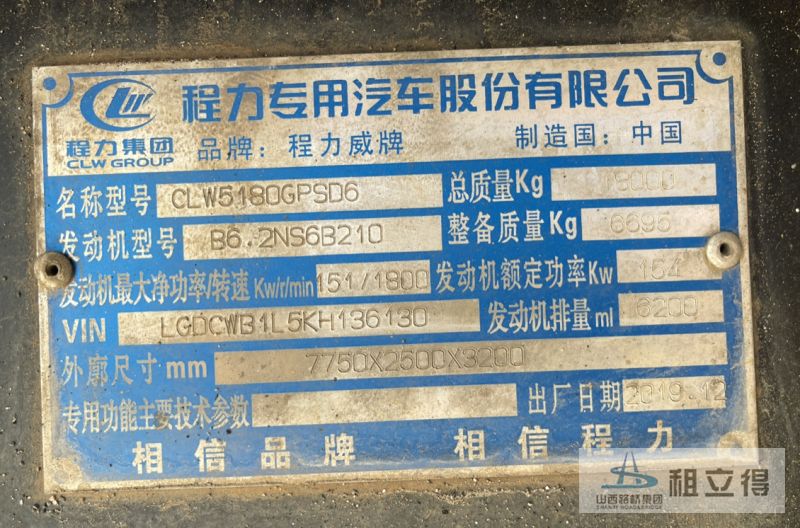 程力专用汽车股份有限公司
CLW
程力集团
CLW GROUP
品牌：程力威牌 制造国：中国
名称型号 CLW5180GPSD6 总质量Kg 18000
发动机型号 B6.2NS6B210 整备质量Kg 6695
发动机最大净功率/转速 Kw/r/min 151/1800 发动机额定功率Kw 154
VIN LGDCWB1L5KH136130 发动机排量ml 6200
外廓尺寸mm 7750X2500X3200
专用功能主要技术参数 出厂日期 2019.12
相信品牌 相信程力
山西路桥集团 租立得
SHANXI ROAD&BRIDGE